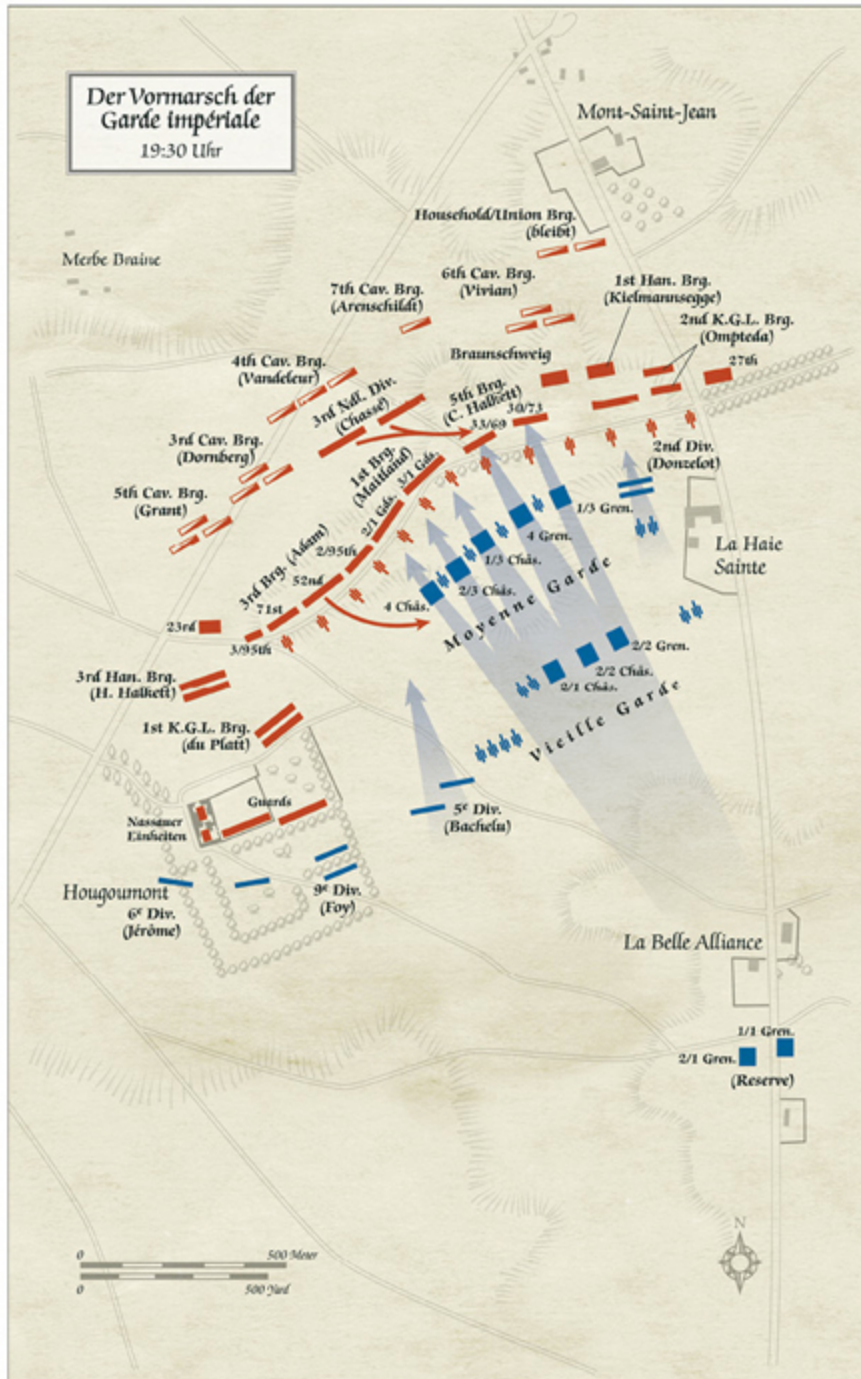 Der Vormarsch der
Garde impériale
19:30 Uhr
Mont-Saint-Jean
Merbe Braine
Household/Union Brg.
(bleibt)
7th Cav. Brg.
(Arenschildt)
6th Cav. Brg.
(Vivian)
1st Han. Brg.
(Kielmannsegge)
2nd K.G.L. Brg.
(Ompteda)
27th
Braunschweig
4th Cav. Brg.
(Vandeleur)
3rd Ndl. Div.
(Chassé)
5th Brg.
(C. Halkett)
30/73
33/69
3rd Cav. Brg.
(Dornberg)
1st Brg.
(Maitland)
3/1 Gds.
2/1 Gds.
2nd Div.
(Donzelot)
5th Cav. Brg.
(Grant)
3rd Brg. (Adam)
2/95th
52nd
71st
3/95th
23rd
1/3 Gren.
4 Gren.
1/3 Chås.
2/3 Chås.
4 Chås.
Moyenne Garde
La Haie
Sainte
3rd Han. Brg.
(H. Halkett)
2/2 Gren.
2/2 Chås.
2/1 Chås.
Vieille Garde
1st K.G.L. Brg.
(du Platt)
Guards
Nassauer
Einheiten
5e Div.
(Bachelu)
Hougoumont
6e Div.
(Jérôme)
9e Div.
(Foy)
La Belle Alliance
1/1 Gren.
2/1 Gren.
(Reserve)
N
0 500 Meter
0 500 Yard